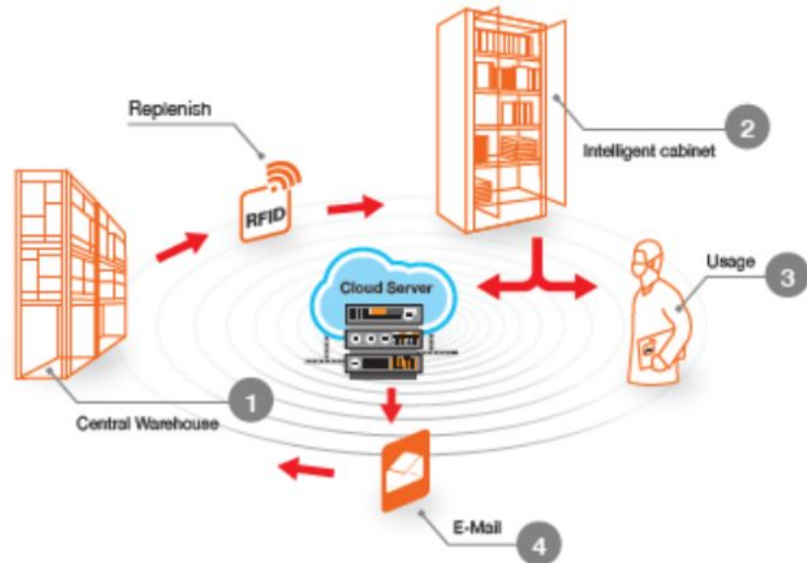 Replenish
RFID
2
Intelligent cabinet
Cloud Server
Usage
3
1
Central Warehouse
E-Mail
4